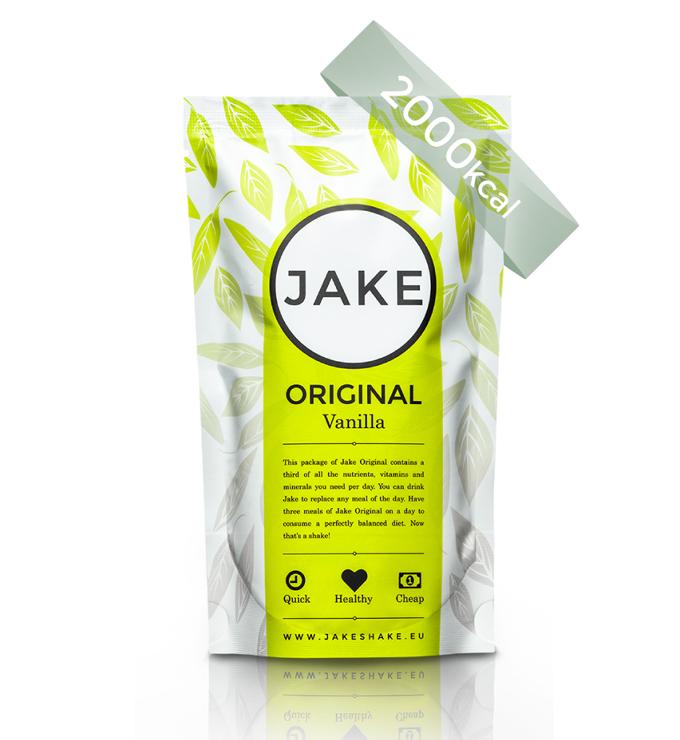 2000kcal
JAKE
ORIGINAL
Vanilla
This package of Jake Original contains a
third of all the nutrients, vitamins and
minerals you need per day. You can drink
Jake to replace any meal of the day. Have
three meals of Jake Original on a day to
consume a perfectly balanced diet. Now
that's a shake!
Quick Healthy Cheap
WWW.JAKESHAKE.EU